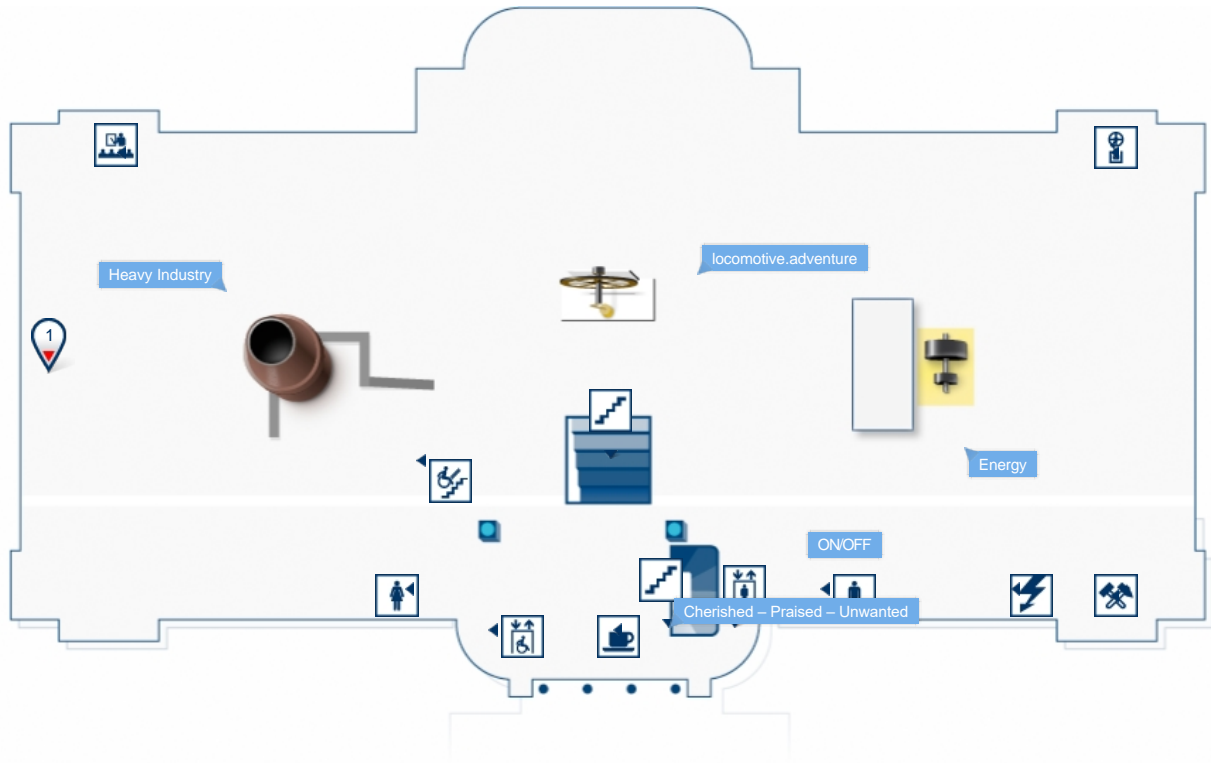 locomotive.adventure
Heavy Industry
1
Energy
ON/OFF
Cherished – Praised – Unwanted